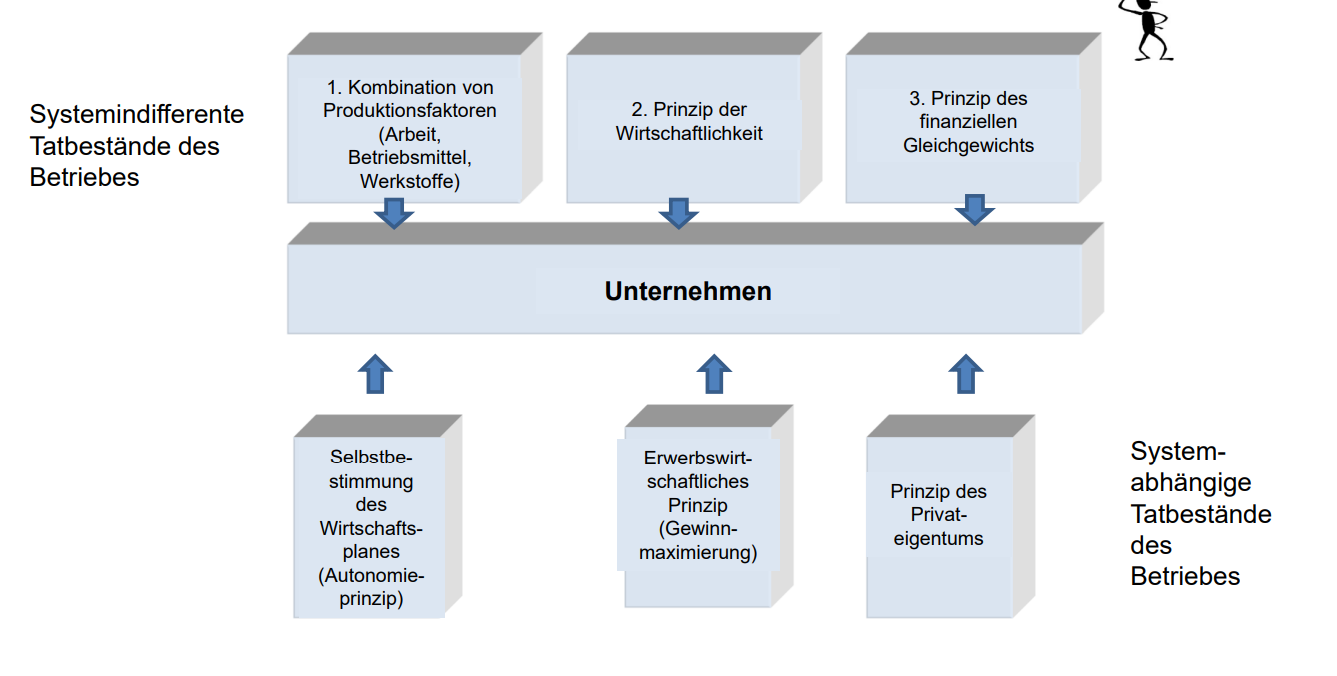 Systemindifferente
Tatbestände des
Betriebes
1. Kombination von
Produktionsfaktoren
(Arbeit,
Betriebsmittel,
Werkstoffe)
2. Prinzip der
Wirtschaftlichkeit
3. Prinzip des
finanziellen
Gleichgewichts
Unternehmen
Selbstbe-
stimmung
des
Wirtschafts-
planes
(Autonomie-
prinzip)
Erwerbswirt-
schaftliches
Prinzip
(Gewinn-
maximierung)
Prinzip des
Privat-
eigentums
System-
abhängige
Tatbestände
des
Betriebes